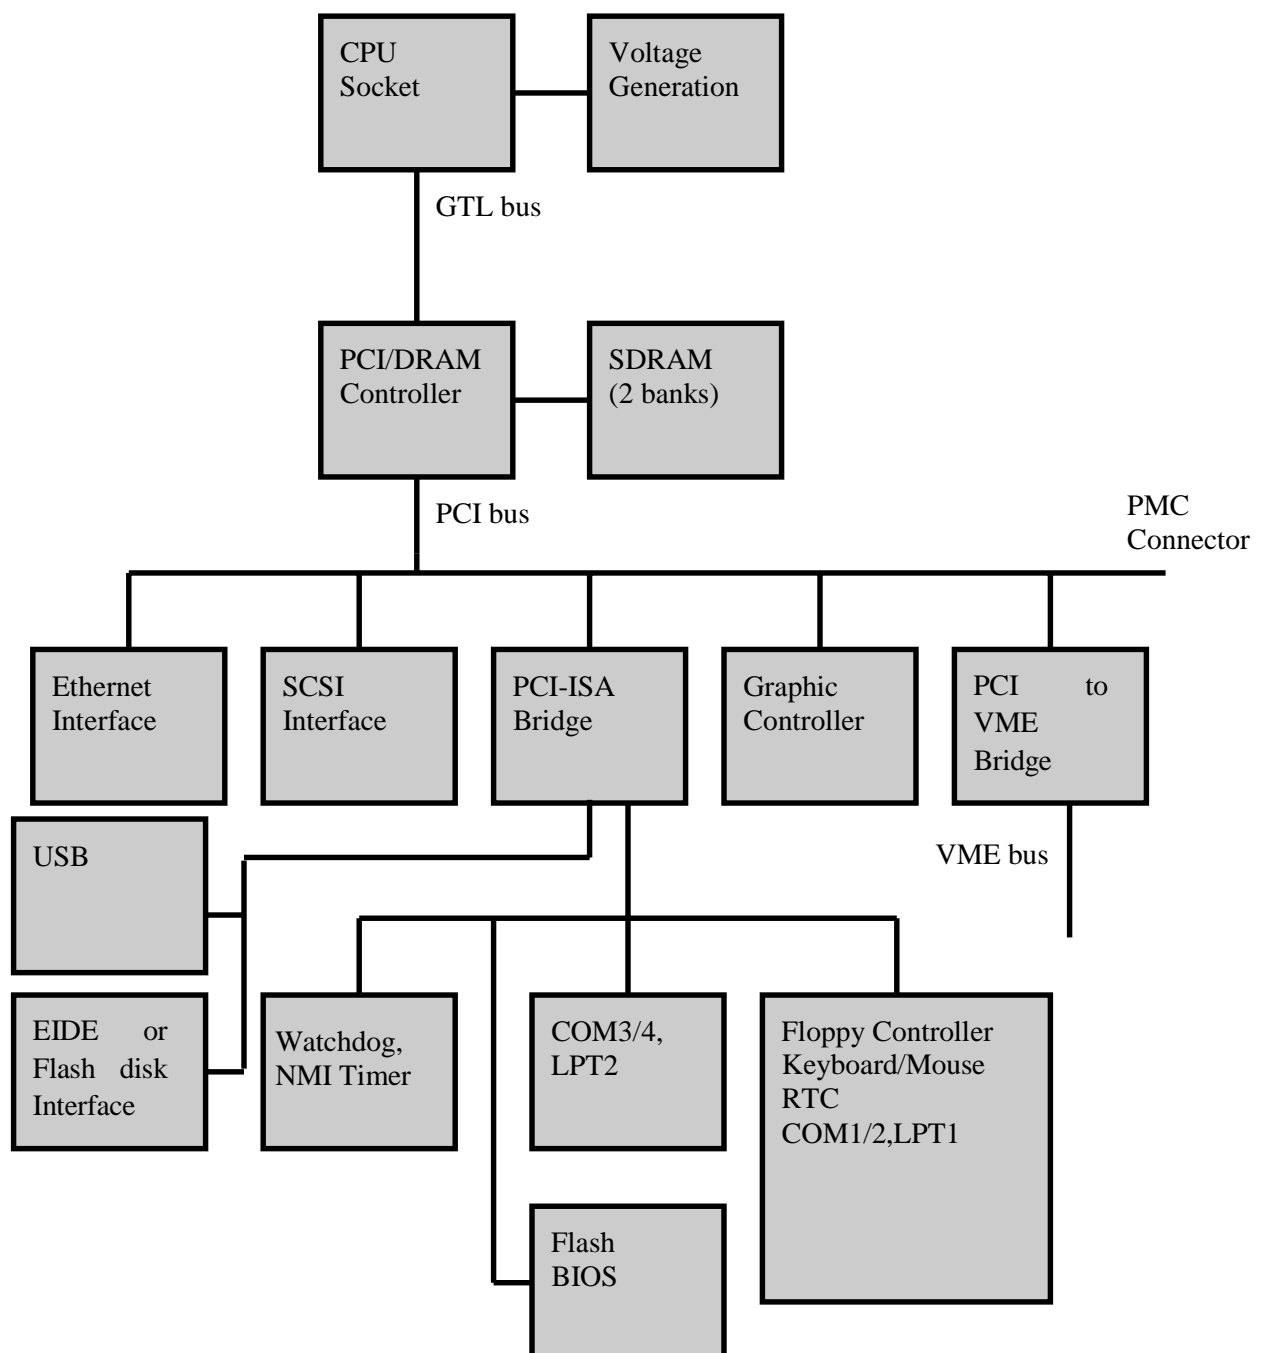 CPU
Socket
Voltage
Generation
GTL bus
PCI/DRAM
Controller
SDRAM
(2 banks)
PCI bus
PMC
Connector
Ethernet
Interface
SCSI
Interface
PCI-ISA
Bridge
Graphic
Controller
PCI to
VME
Bridge
USB
VME bus
EIDE or
Flash disk
Interface
Watchdog,
NMI Timer
COM3/4,
LPT2
Floppy Controller
Keyboard/Mouse
RTC
COM1/2,LPT1
Flash
BIOS